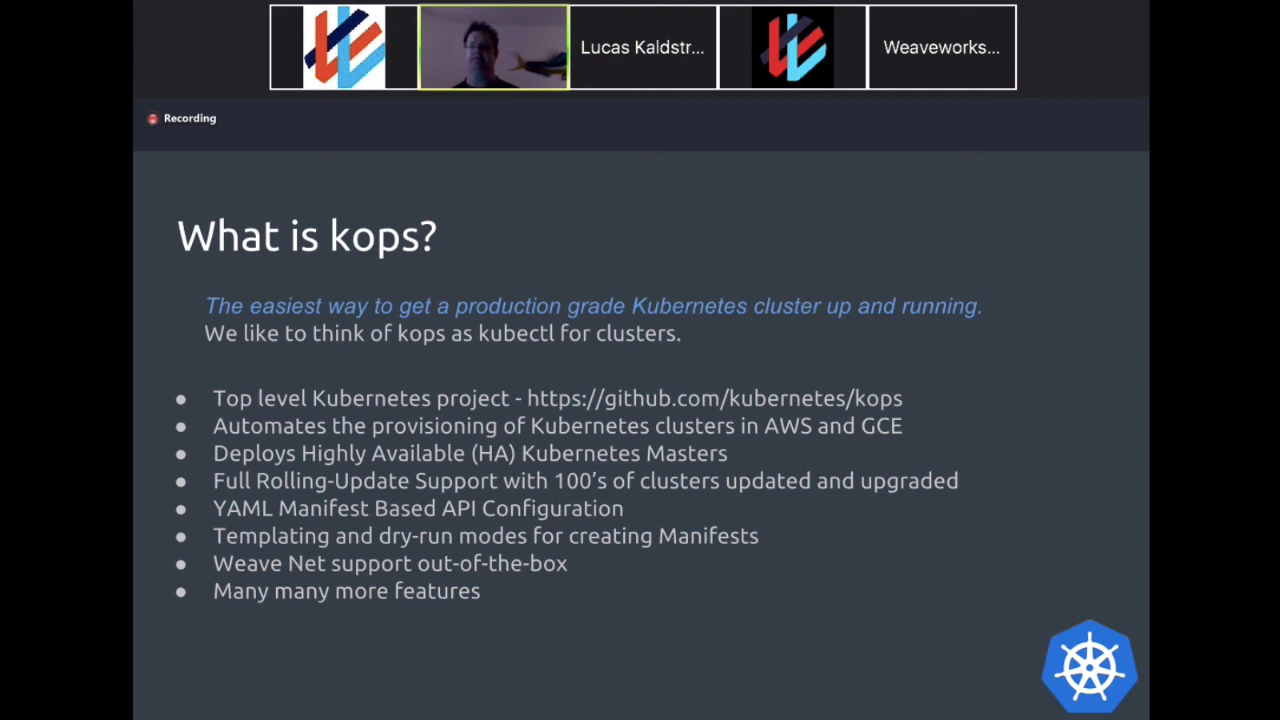 Lucas Kaldstr...
Weaveworks...
Recording
What is kops?
The easiest way to get a production grade Kubernetes cluster up and running.
We like to think of kops as kubectl for clusters.
● Top level Kubernetes project - https://github.com/kubernetes/kops
● Automates the provisioning of Kubernetes clusters in AWS and GCE
● Deploys Highly Available (HA) Kubernetes Masters
● Full Rolling-Update Support with 100’s of clusters updated and upgraded
● YAML Manifest Based API Configuration
● Templating and dry-run modes for creating Manifests
● Weave Net support out-of-the-box
● Many many more features